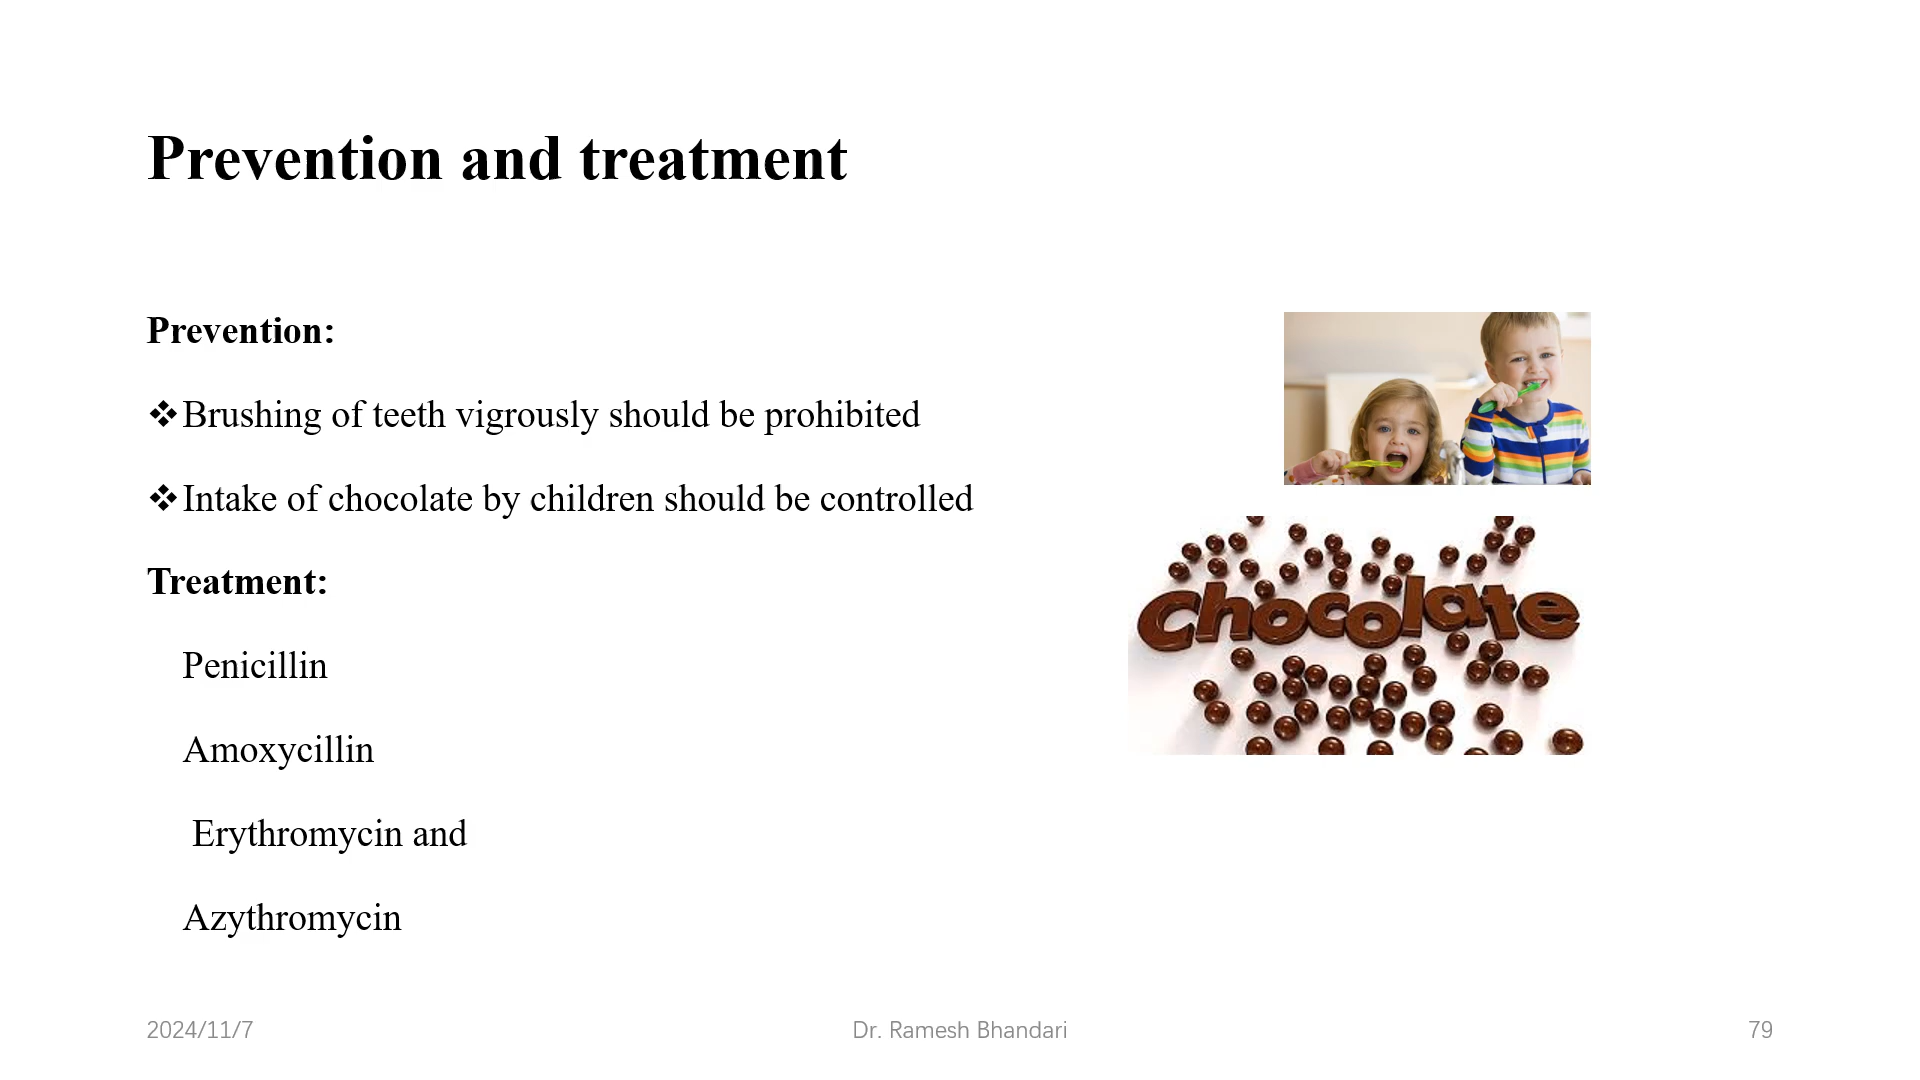 Prevention and treatment
Prevention:
❖Brushing of teeth vigrously should be prohibited
❖Intake of chocolate by children should be controlled
Treatment:
Penicillin
Amoxycillin
Erythromycin and
Azythromycin
Chocolate
2024/11/7
Dr. Ramesh Bhandari
79